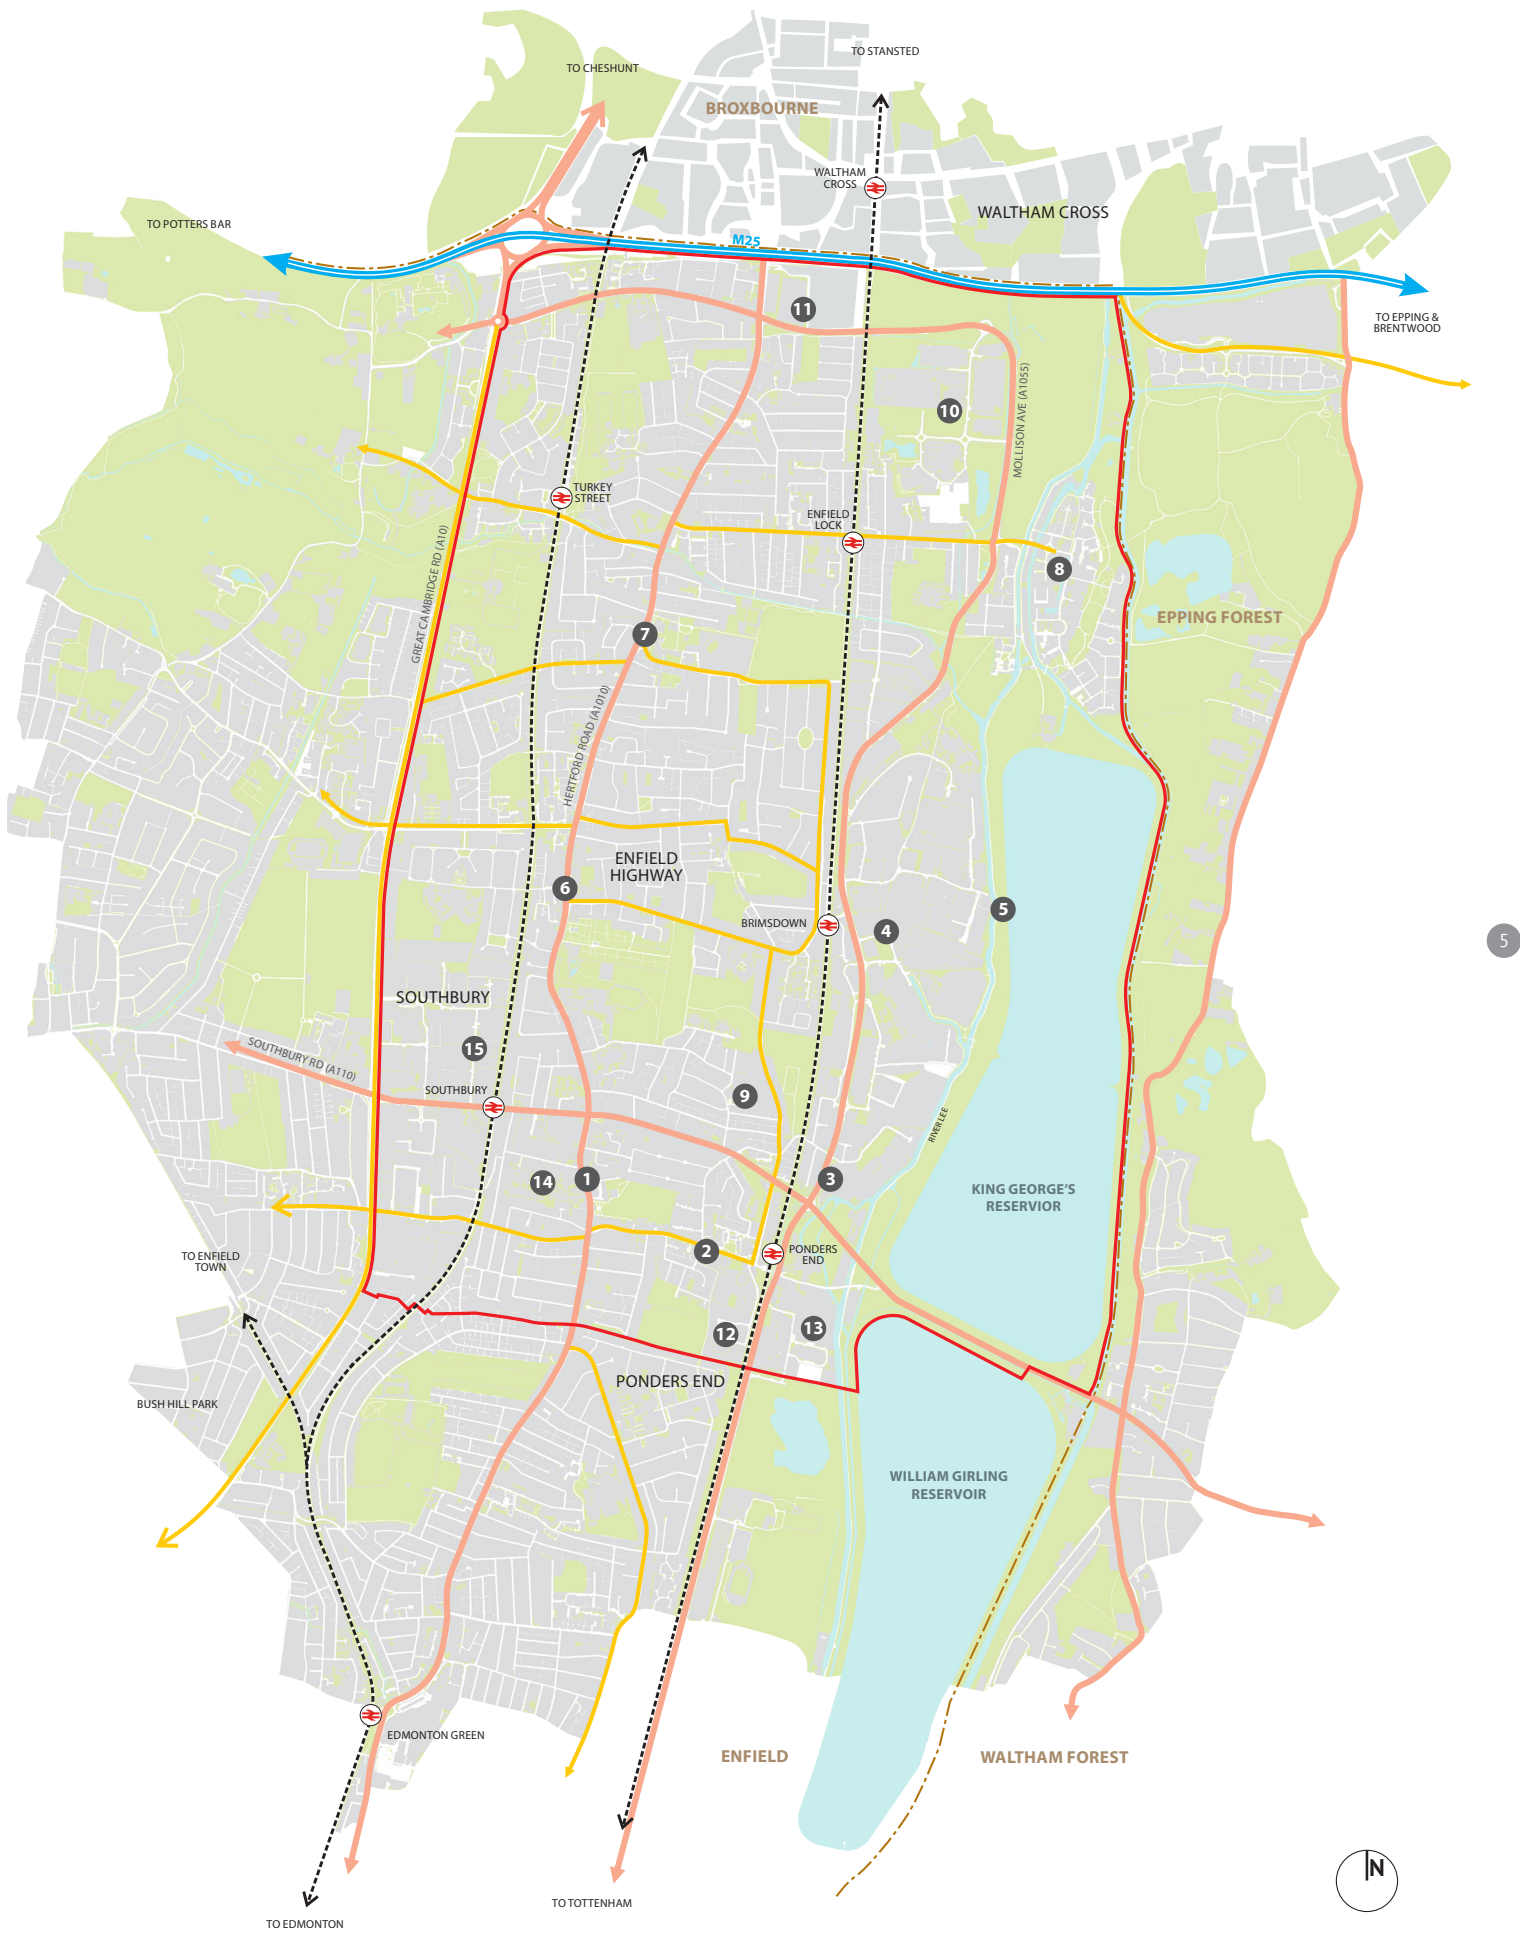 TO STANSTED
TO CHESHUNT
BROXBOURNE
WALTHAM
CROSS
WALTHAM CROSS
TO POTTERS BAR
M25
11
TO EPPING &
BRENTWOOD
10
MOLLISON AVE (A1055)
TURKEY
STREET
ENFIELD
LOCK
GREAT CAMBRIDGE RD (A10)
8
EPPING FOREST
7
HERTFORD ROAD (A1010)
ENFIELD
HIGHWAY
6
5
BRIMSDOWN
4
5
SOUTHBURY
15
SOUTHBURY RD (A110)
SOUTHBURY
9
RIVER LEE
14
1
3
KING GEORGE'S
RESERVIOR
2
PONDERS
END
TO ENFIELD
TOWN
12
13
PONDERS END
BUSH HILL PARK
WILLIAM GIRLING
RESERVOIR
EDMONTON GREEN
ENFIELD
WALTHAM FOREST
N
TO TOTTENHAM
TO EDMONTON